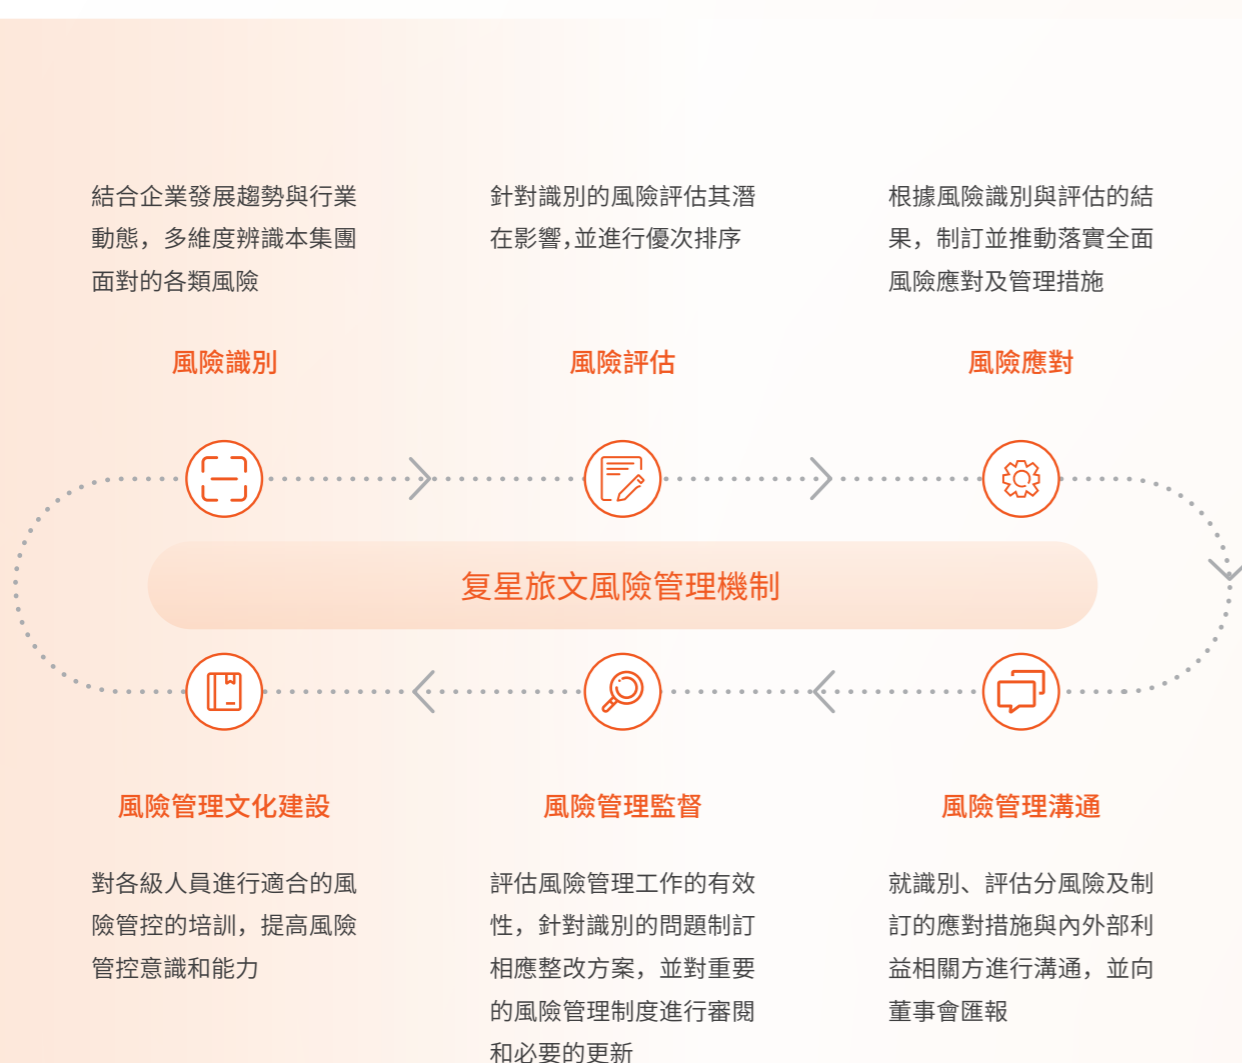 結合企業發展趨勢與行業
動態，多維度辨識本集團
面對的各類風險
風險識別
針對識別的風險評估其潛
在影響,並進行優次排序
風險評估
根據風險識別與評估的結
果，制訂並推動落實全面
風險應對及管理措施
風險應對
复星旅文風險管理機制
風險管理文化建設
對各級人員進行適合的風
險管控的培訓，提高風險
管控意識和能力
風險管理監督
評估風險管理工作的有效
性，針對識別的問題制訂
相應整改方案，並對重要
的風險管理制度進行審閱
和必要的更新
風險管理溝通
就識別、評估分風險及制
訂的應對措施與內外部利
益相關方進行溝通，並向
董事會匯報